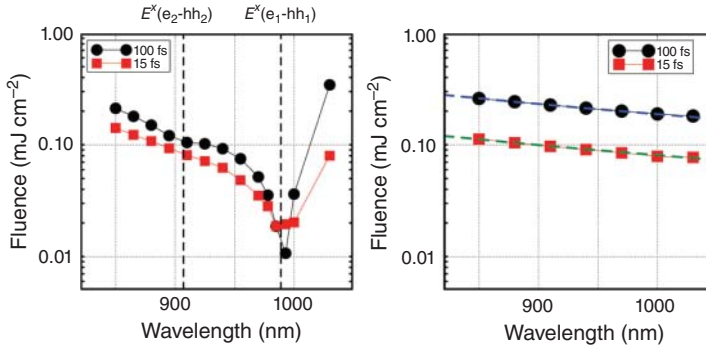 E^x(e₂-hh₂) E^x(e₁-hh₁)
1.00
0.10
0.01
Fluence (mJ cm⁻²)
100 fs
15 fs
900 1000
Wavelength (nm)
1.00
0.10
0.01
Fluence (mJ cm⁻²)
100 fs
15 fs
900 1000
Wavelength (nm)